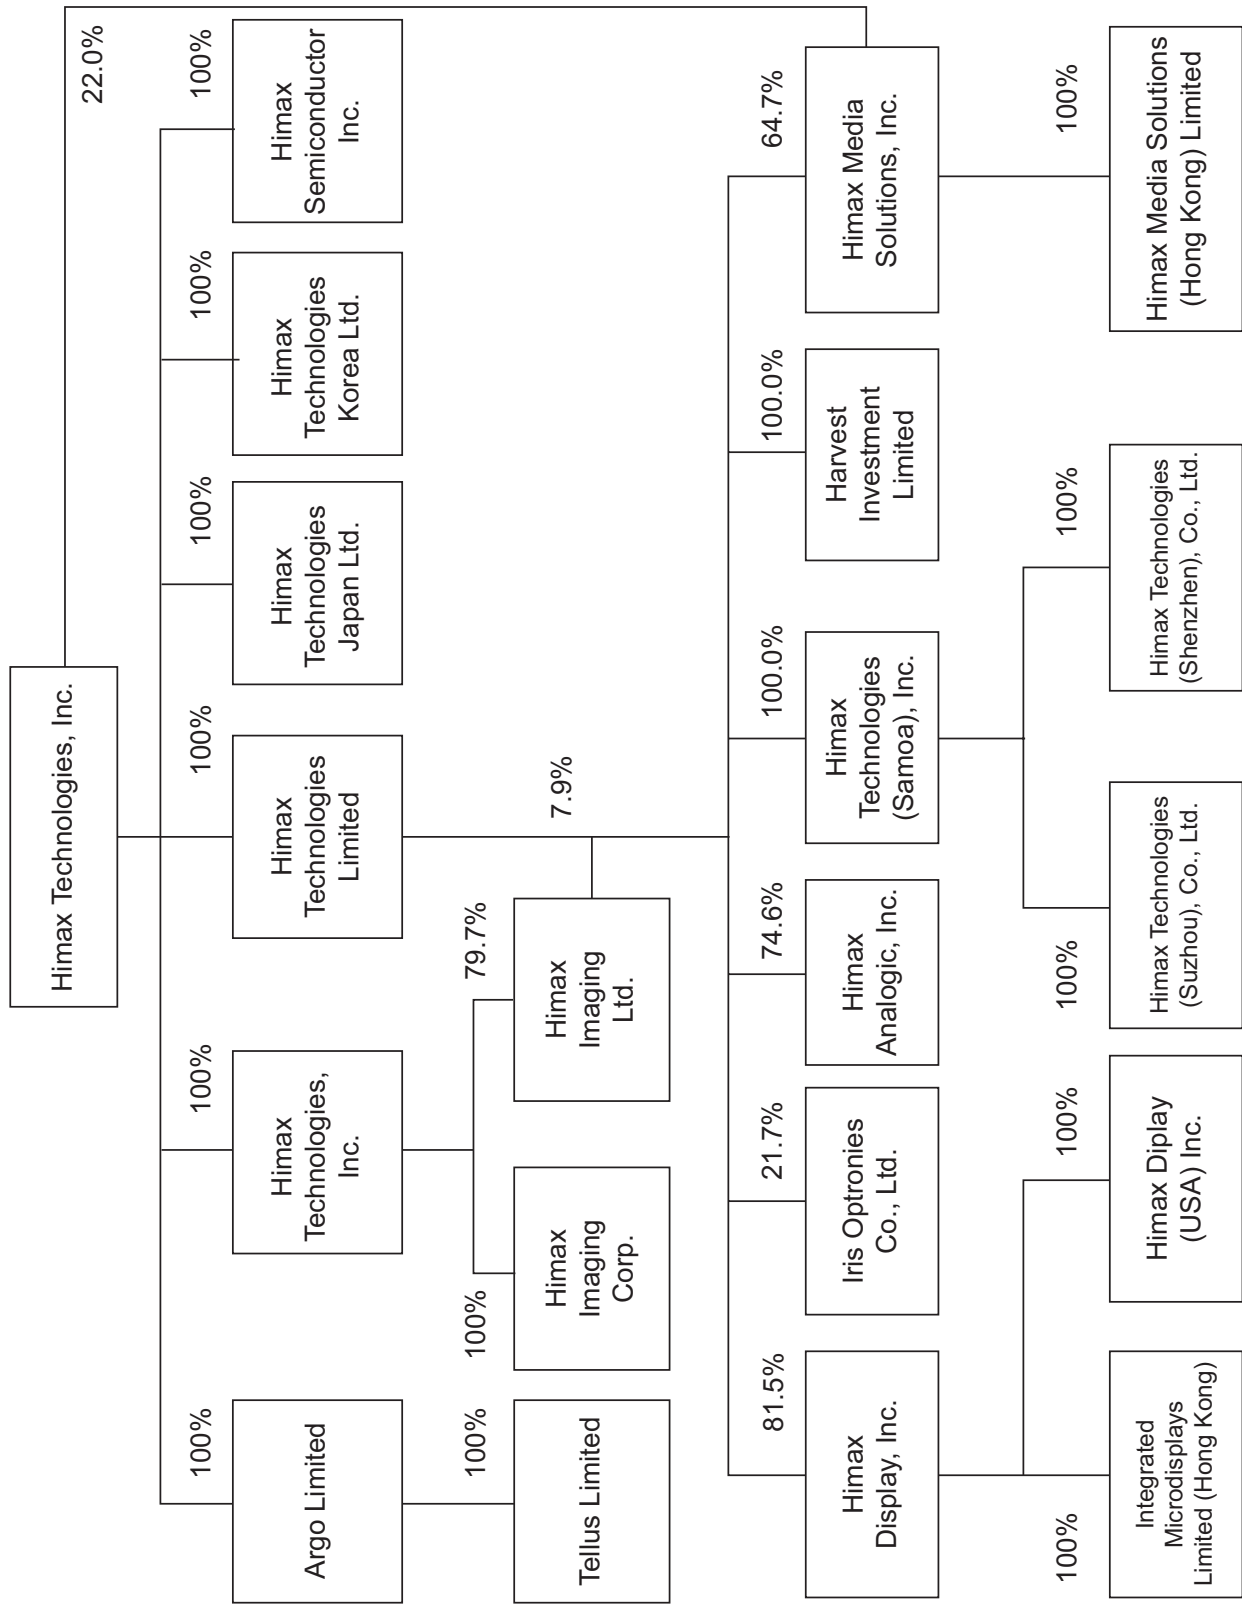 Himax Technologies, Inc.
22.0%
100%
100%
100%
100%
100%
100%
Argo Limited
Himax
Technologies,
Inc.
Himax
Technologies
Limited
Himax
Technologies
Japan Ltd.
Himax
Technologies
Korea Ltd.
Himax
Semiconductor
Inc.
100%
100%
79.7%
7.9%
Tellus Limited
Himax
Imaging
Corp.
Himax
Imaging
Ltd.
81.5%
21.7%
74.6%
100.0%
100.0%
64.7%
Himax
Display, Inc.
Iris Optronies
Co., Ltd.
Himax
Analogic, Inc.
Himax
Technologies
(Samoa), Inc.
Harvest
Investment
Limited
Himax Media
Solutions, Inc.
100%
100%
100%
100%
100%
Integrated
Microdisplays
Limited (Hong Kong)
Himax Diplay
(USA) Inc.
Himax Technologies
(Suzhou), Co., Ltd.
Himax Technologies
(Shenzhen), Co., Ltd.
Himax Media Solutions
(Hong Kong) Limited